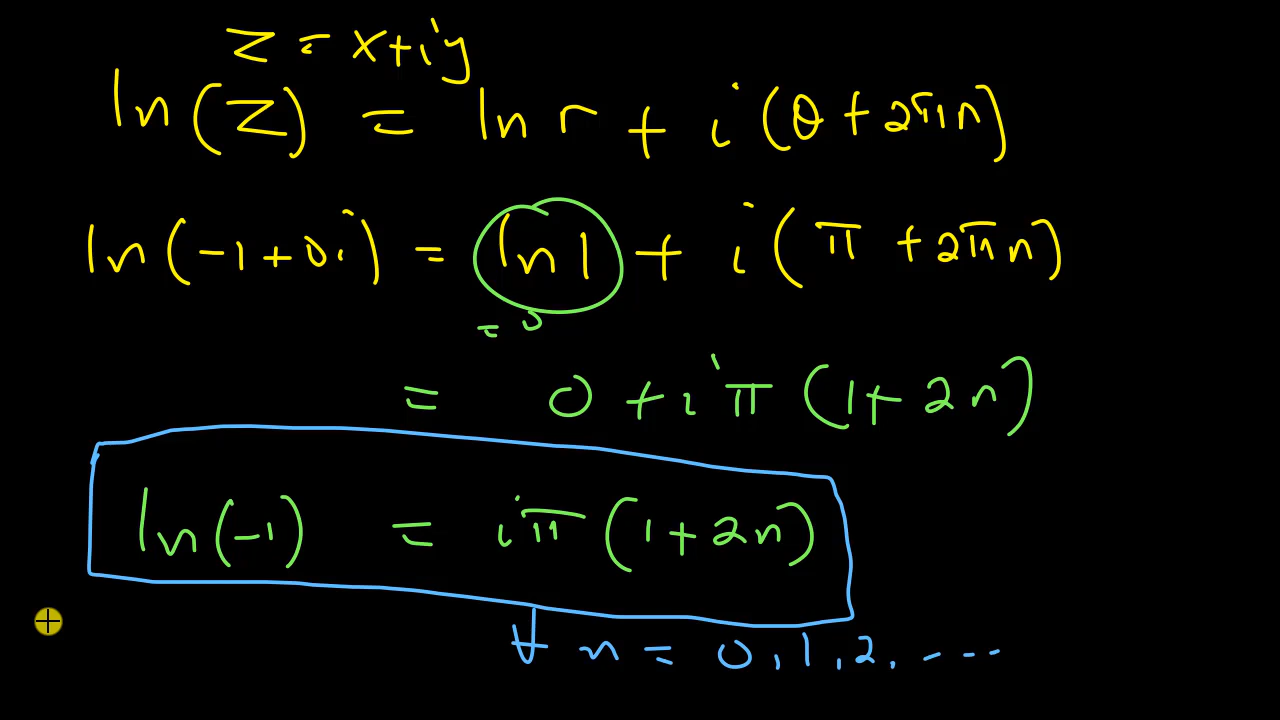 z = x+iy
ln(z) = ln r + i(θ+2πn)
ln(-1+0i) = ln1 + i(π+2πn)
= 0
= 0 + iπ(1+2n)
ln(-1) = iπ(1+2n)
∀ n = 0,1,2,.....